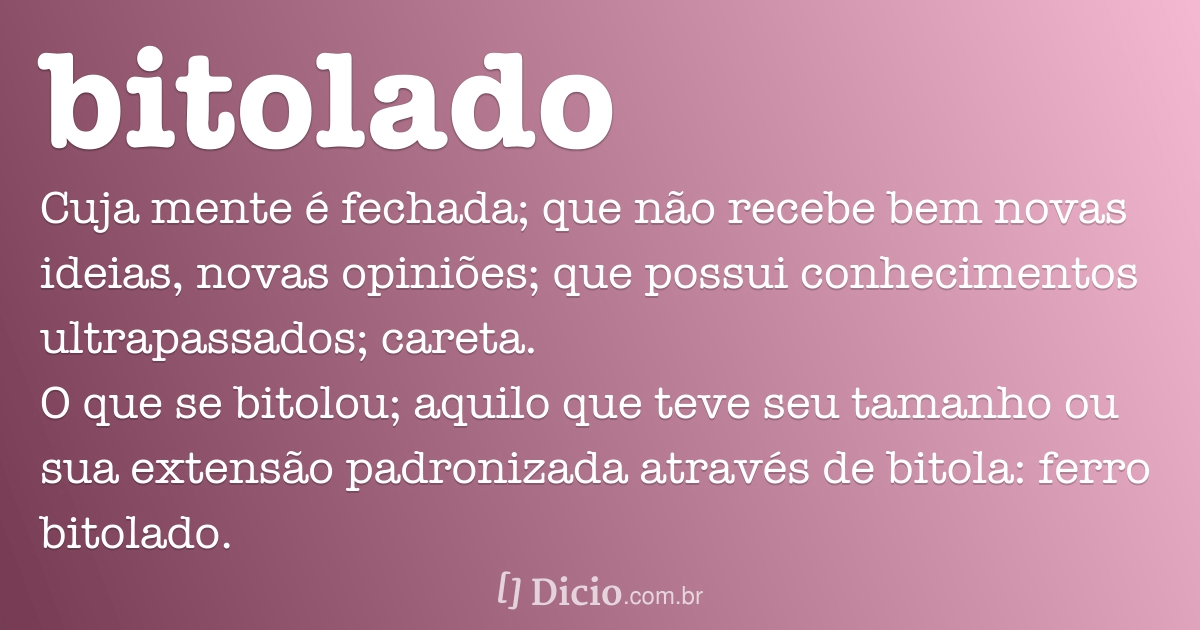 bitolado
Cuja mente é fechada; que não recebe bem novas
ideias, novas opiniões; que possui conhecimentos
ultrapassados; careta.
O que se bitolou; aquilo que teve seu tamanho ou
sua extensão padronizada através de bitola: ferro
bitolado.
[] Dicio.com.br